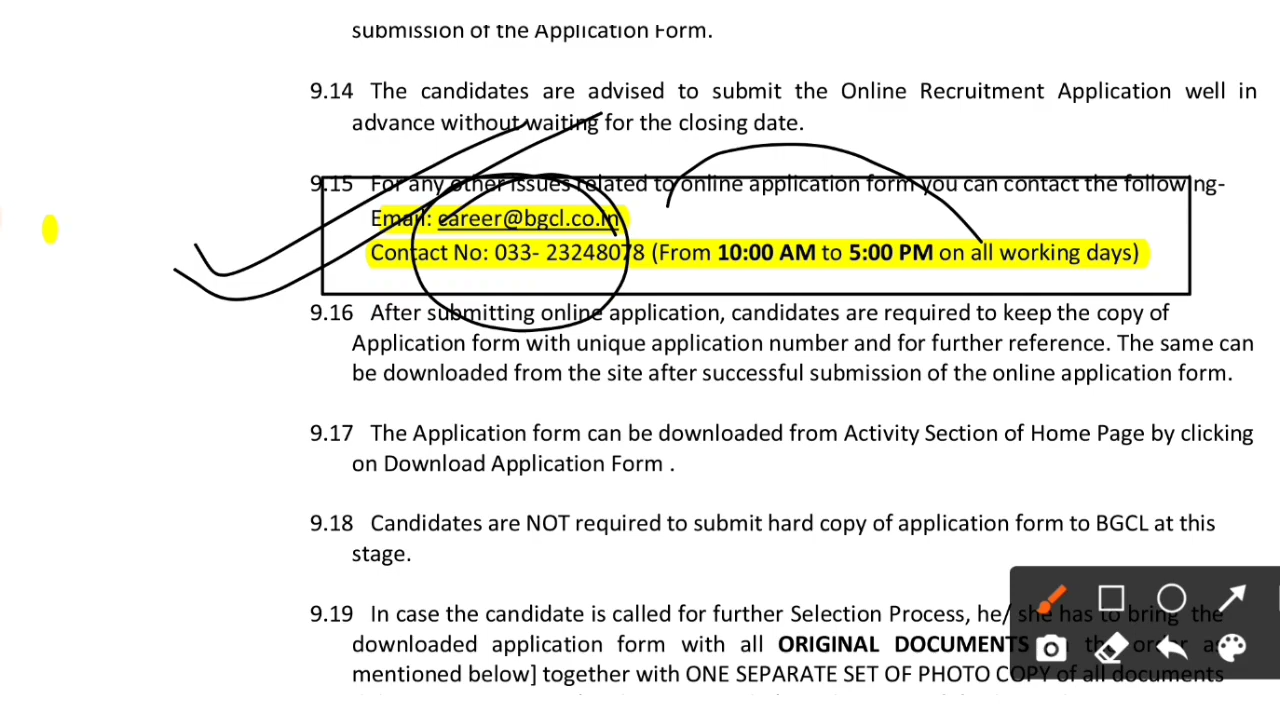 submission of the Application Form.
9.14 The candidates are advised to submit the Online Recruitment Application well in
advance without waiting for the closing date.
9.15 For any other issues related to online application form you can contact the following-
Email: career@bgcl.co.in
Contact No: 033- 23248078 (From 10:00 AM to 5:00 PM on all working days)
9.16 After submitting online application, candidates are required to keep the copy of
Application form with unique application number and for further reference. The same can
be downloaded from the site after successful submission of the online application form.
9.17 The Application form can be downloaded from Activity Section of Home Page by clicking
on Download Application Form .
9.18 Candidates are NOT required to submit hard copy of application form to BGCL at this
stage.
9.19 In case the candidate is called for further Selection Process, he/ she has to bring the
downloaded application form with all ORIGINAL DOCUMENTS
mentioned below] together with ONE SEPARATE SET OF PHOTO COPY of all documents